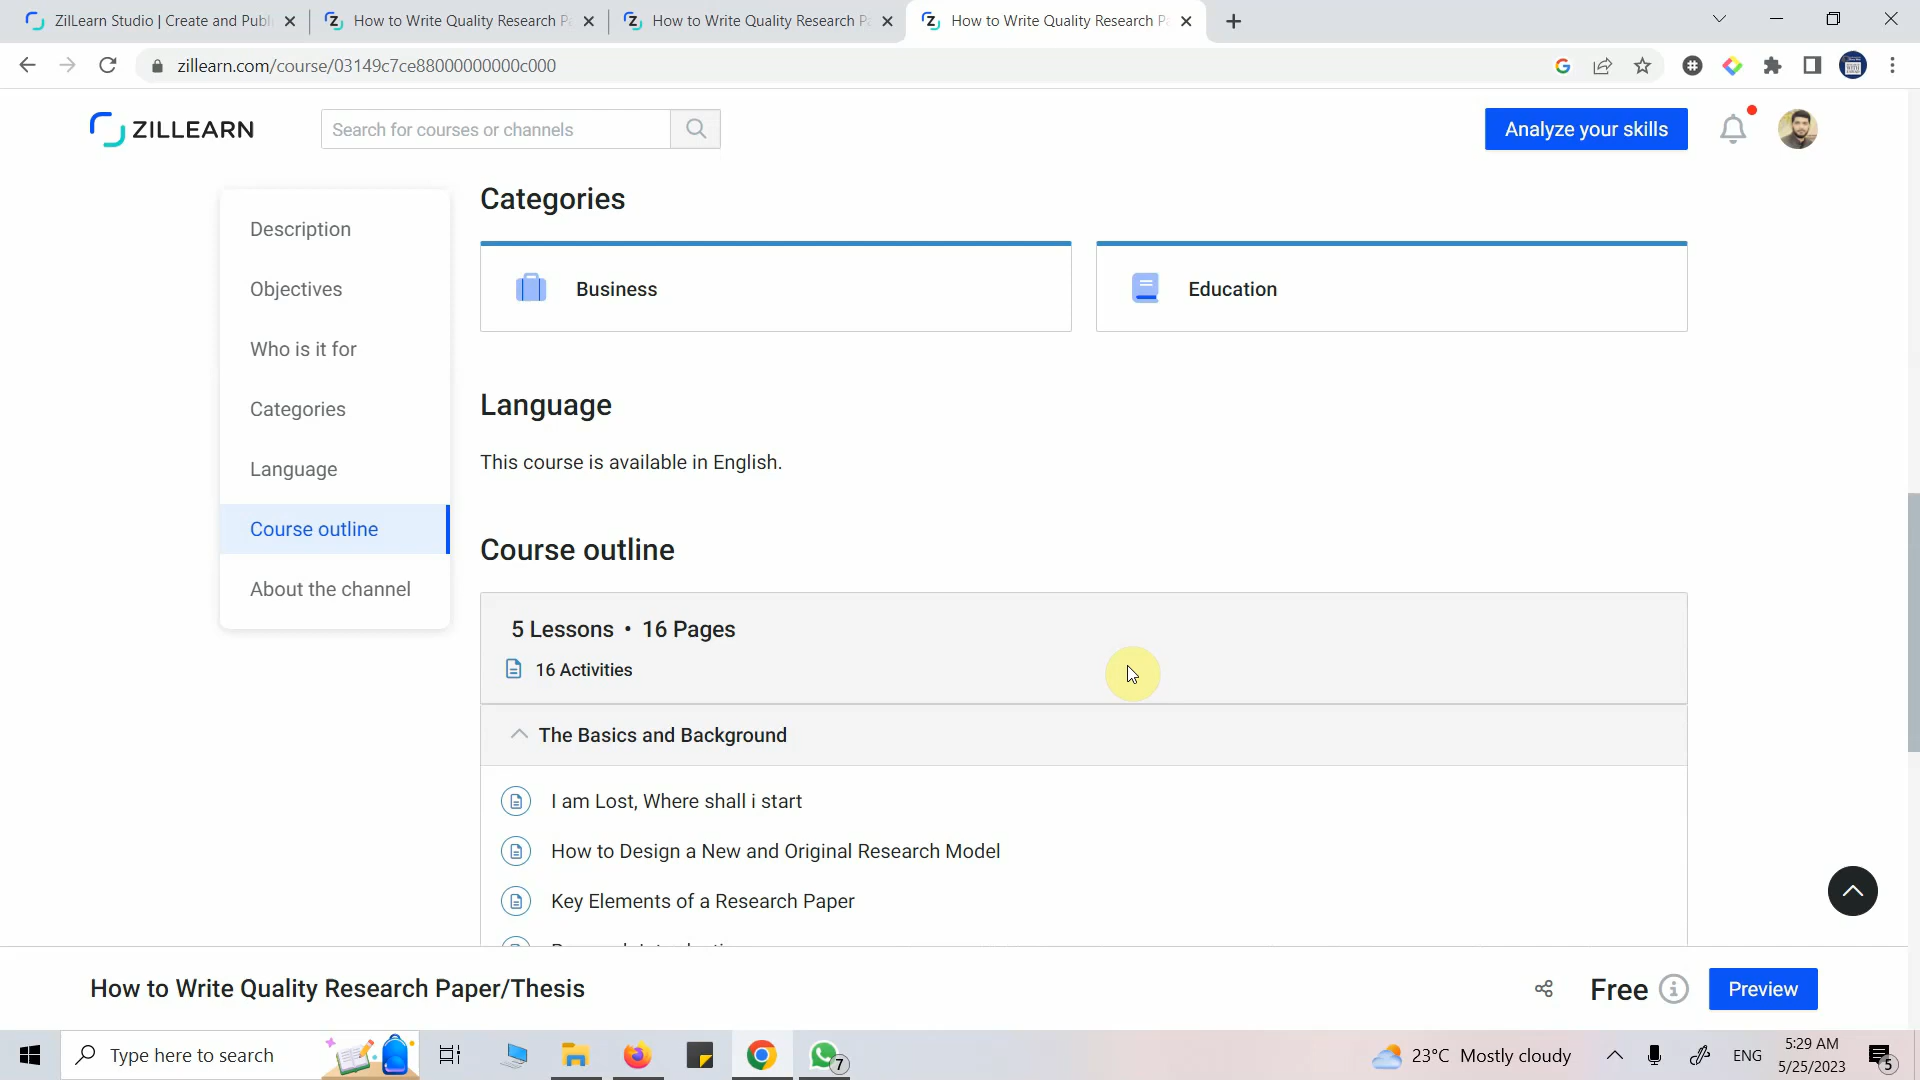 ZilLearn Studio | Create and Publ
How to Write Quality Research P
How to Write Quality Research P
How to Write Quality Research P
zillearn.com/course/03149c7ce88000000000c000
ZILLEARN
Search for courses or channels
Analyze your skills
Description
Objectives
Who is it for
Categories
Language
Course outline
About the channel
Categories
Business
Education
Language
This course is available in English.
Course outline
5 Lessons • 16 Pages
16 Activities
The Basics and Background
I am Lost, Where shall i start
How to Design a New and Original Research Model
Key Elements of a Research Paper
How to Write Quality Research Paper/Thesis
Free
Preview
Type here to search
7
23°C Mostly cloudy
ENG
5:29 AM
5/25/2023
5